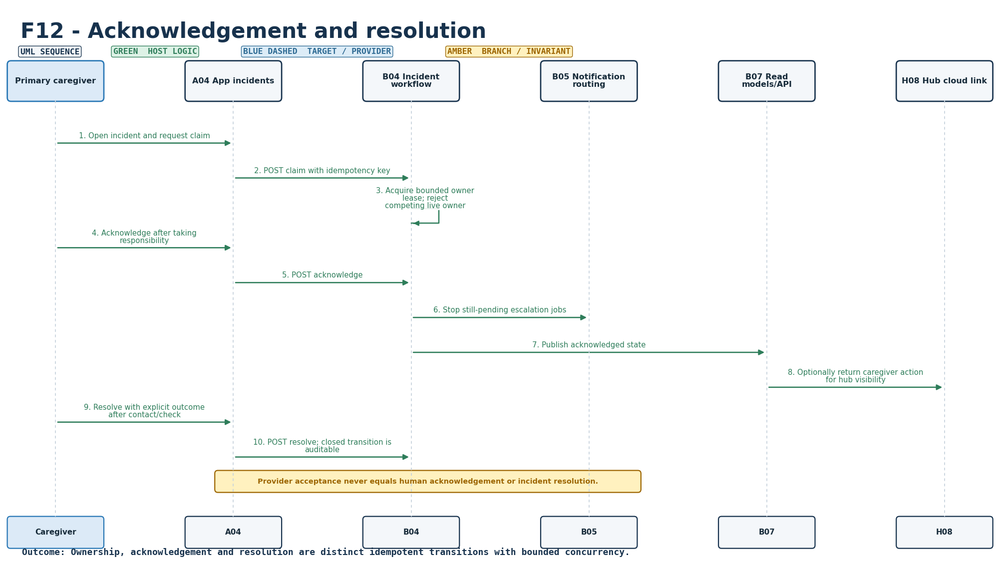 F12 - Acknowledgement and resolution
UML SEQUENCE
GREEN  HOST LOGIC
BLUE DASHED  TARGET / PROVIDER
AMBER  BRANCH / INVARIANT
Primary caregiver
A04 App incidents
B04 Incident
workflow
B05 Notification
routing
B07 Read
models/API
H08 Hub cloud link
1. Open incident and request claim
2. POST claim with idempotency key
3. Acquire bounded owner
lease; reject
competing live owner
4. Acknowledge after taking
responsibility
5. POST acknowledge
6. Stop still-pending escalation jobs
7. Publish acknowledged state
8. Optionally return caregiver action
for hub visibility
9. Resolve with explicit outcome
after contact/check
10. POST resolve; closed transition is
auditable
Provider acceptance never equals human acknowledgement or incident resolution.
Caregiver
A04
B04
B05
B07
H08
Outcome: Ownership, acknowledgement and resolution are distinct idempotent transitions with bounded concurrency.